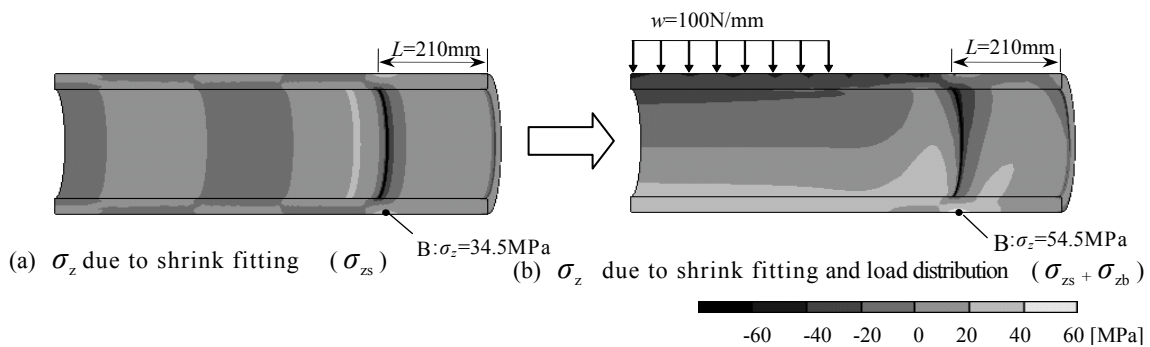 w=100N/mm
L=210mm
L=210mm
B:σz=34.5MPa
B:σz=54.5MPa
(a) σz due to shrink fitting (σzs)
(b) σz due to shrink fitting and load distribution (σzs + σzb)
-60 -40 -20 0 20 40 60 [MPa]